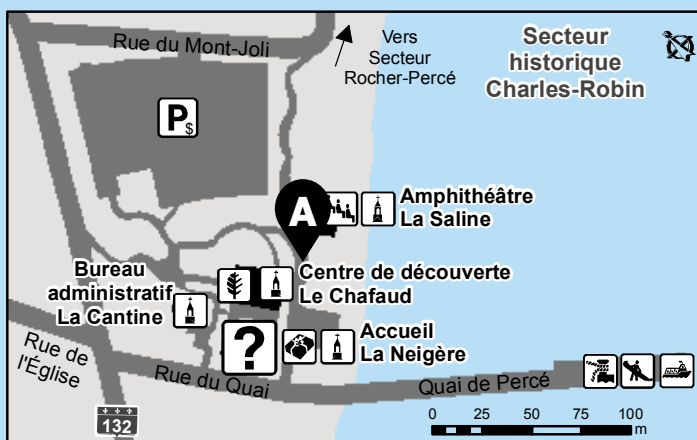 Rue du Mont-Joli
Vers
Secteur
Rocher-Percé
Secteur
historique
Charles-Robin
P$
A
Amphithéâtre
La Saline
Centre de découverte
Le Chafaud
Bureau
administratif
La Cantine
?
Accueil
La Neigère
Rue de
l'Église
Rue du Quai
Quai de Percé
132
0 25 50 75 100
m